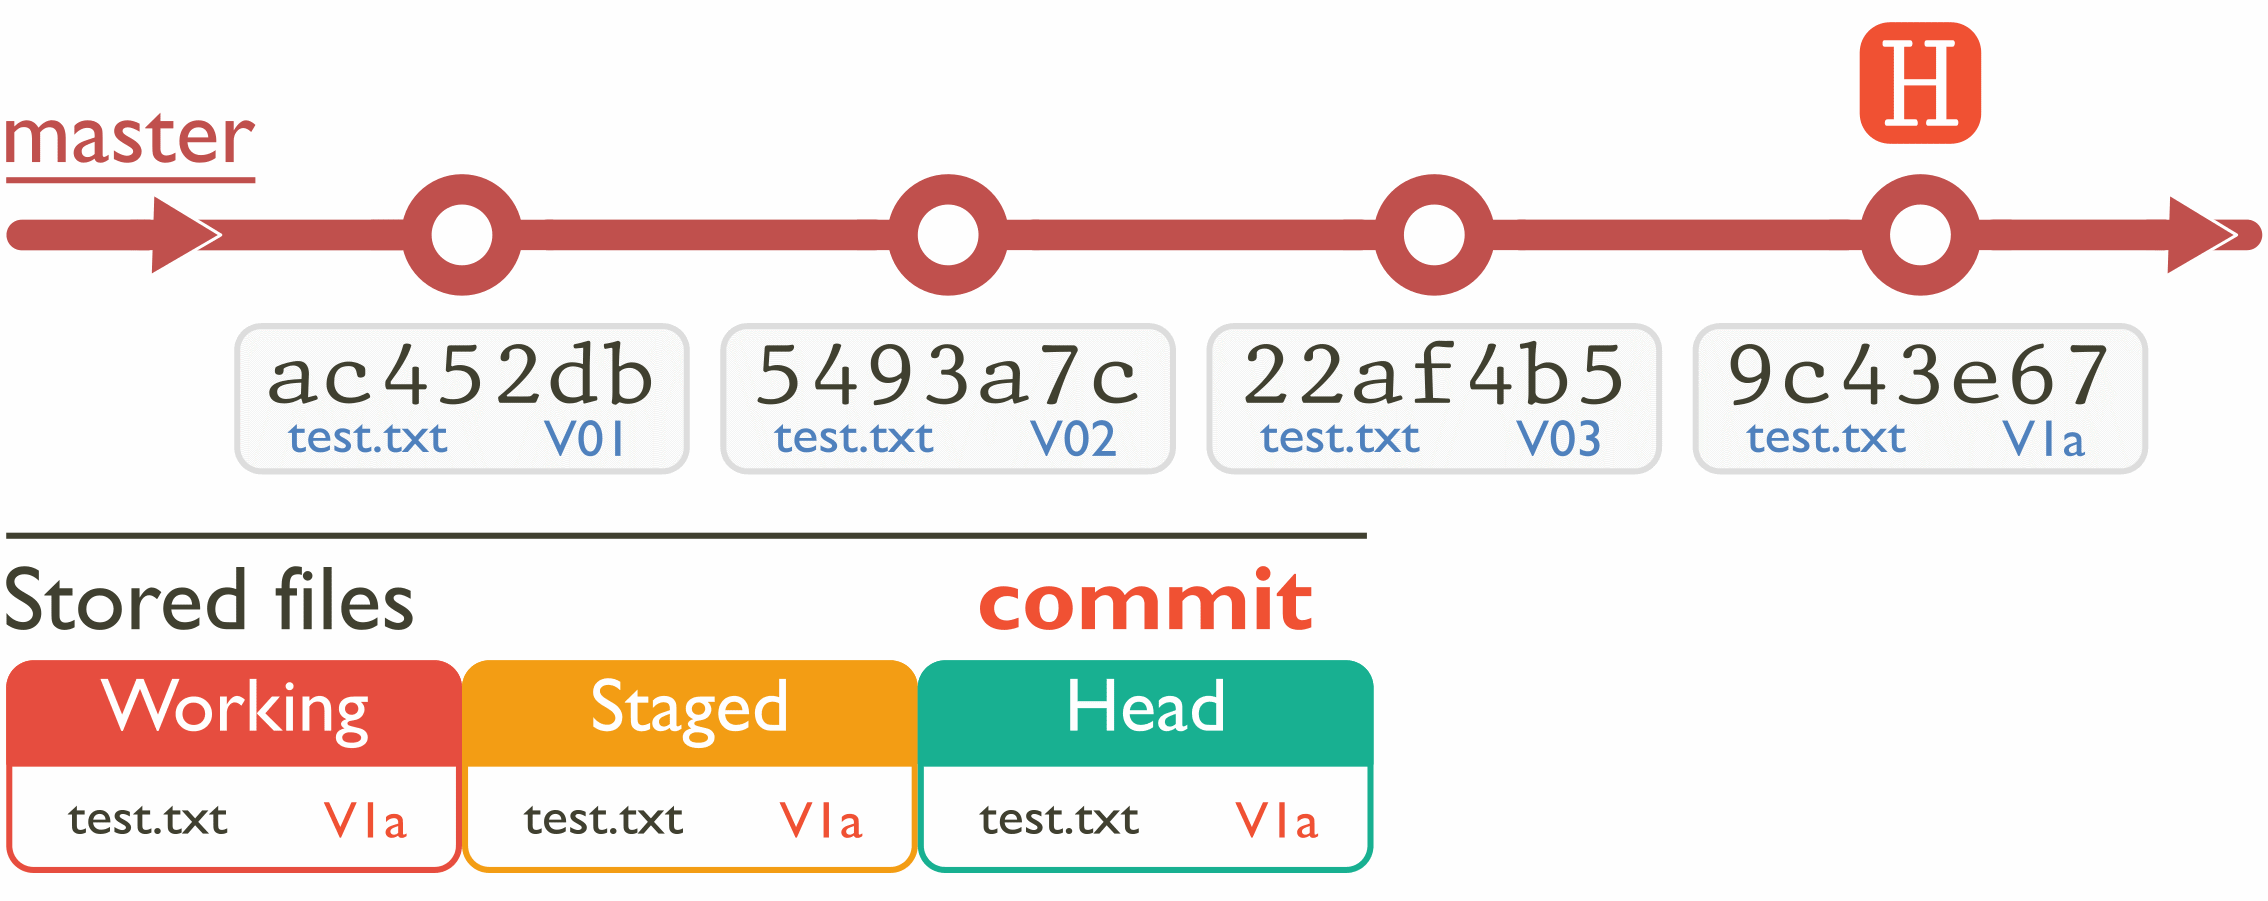 H
master
ac452db 5493a7c 22af4b5 9c43e67
test.txt V01 test.txt V02 test.txt V03 test.txt V1a
Stored files commit
Working Staged Head
test.txt V1a test.txt V1a test.txt V1a